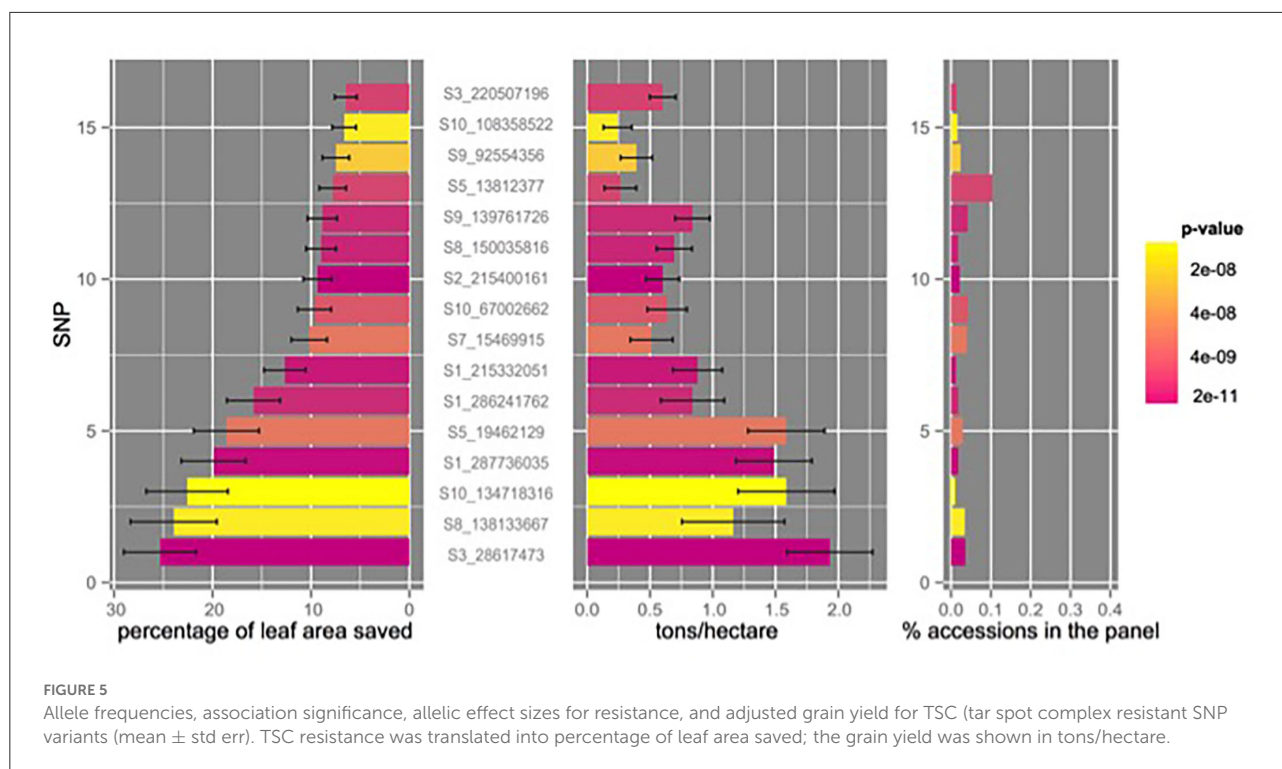 S3_220507196
15
S10_108358522
15
S9_92554356
S5_13812377
S9_139761726
p-value
S8_150035816
2e-08
10
S2_215400161
10
SNP
S10_67002662
4e-08
S7_15469915
4e-09
S1_215332051
2e-11
S1_286241762
5
S5_19462129
5
S1_287736035
S10_134718316
S8_138133667
S3_28617473
0
0
30 20 10 0
0.0 0.5 1.0 1.5 2.0
0.0 0.1 0.2 0.3 0.4
percentage of leaf area saved
tons/hectare
% accessions in the panel
FIGURE 5
Allele frequencies, association significance, allelic effect sizes for resistance, and adjusted grain yield for TSC (tar spot complex resistant SNP
variants (mean ± std err). TSC resistance was translated into percentage of leaf area saved; the grain yield was shown in tons/hectare.